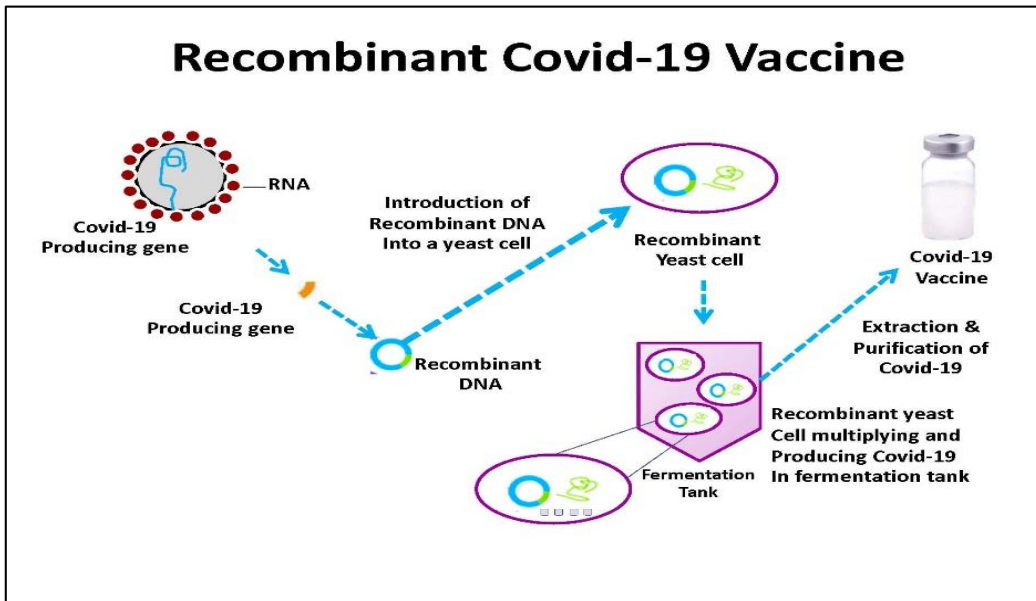 Recombinant Covid-19 Vaccine
RNA
Covid-19
Producing gene
Covid-19
Producing gene
Recombinant
DNA
Introduction of
Recombinant DNA
Into a yeast cell
Recombinant
Yeast cell
Fermentation
Tank
Recombinant yeast
Cell multiplying and
Producing Covid-19
In fermentation tank
Extraction &
Purification of
Covid-19
Covid-19
Vaccine